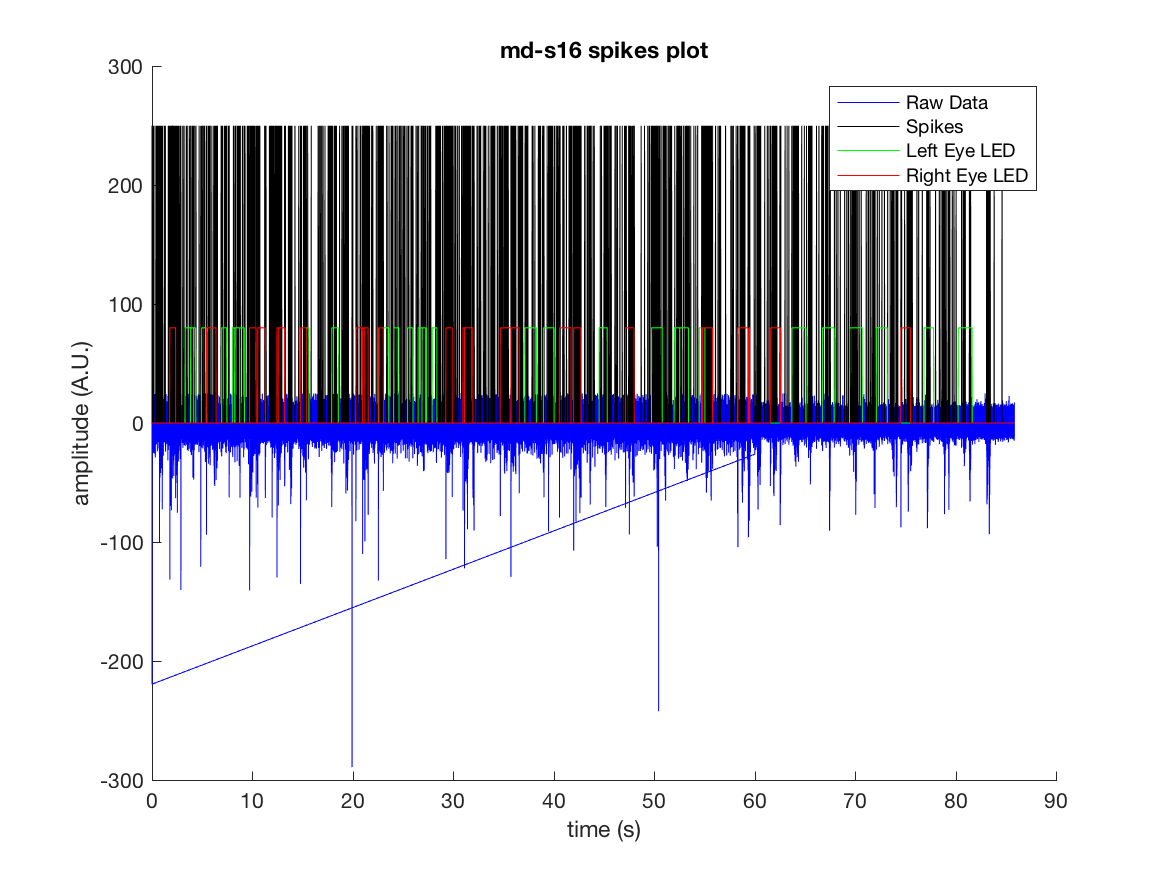 md-s16 spikes plot
300
200
100
0
-100
-200
-300
amplitude (A.U.)
Raw Data
Spikes
Left Eye LED
Right Eye LED
0 10 20 30 40 50 60 70 80 90
time (s)